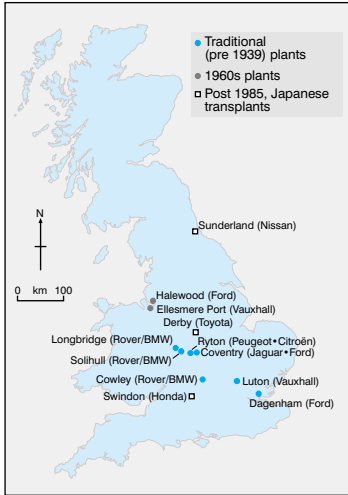 Traditional
(pre 1939) plants
1960s plants
Post 1985, Japanese
transplants
N
0 km 100
Sunderland (Nissan)
Halewood (Ford)
Ellesmere Port (Vauxhall)
Derby (Toyota)
Longbridge (Rover/BMW)
Ryton (Peugeot•Citroën)
Solihull (Rover/BMW)
Coventry (Jaguar•Ford)
Cowley (Rover/BMW)
Luton (Vauxhall)
Swindon (Honda)
Dagenham (Ford)